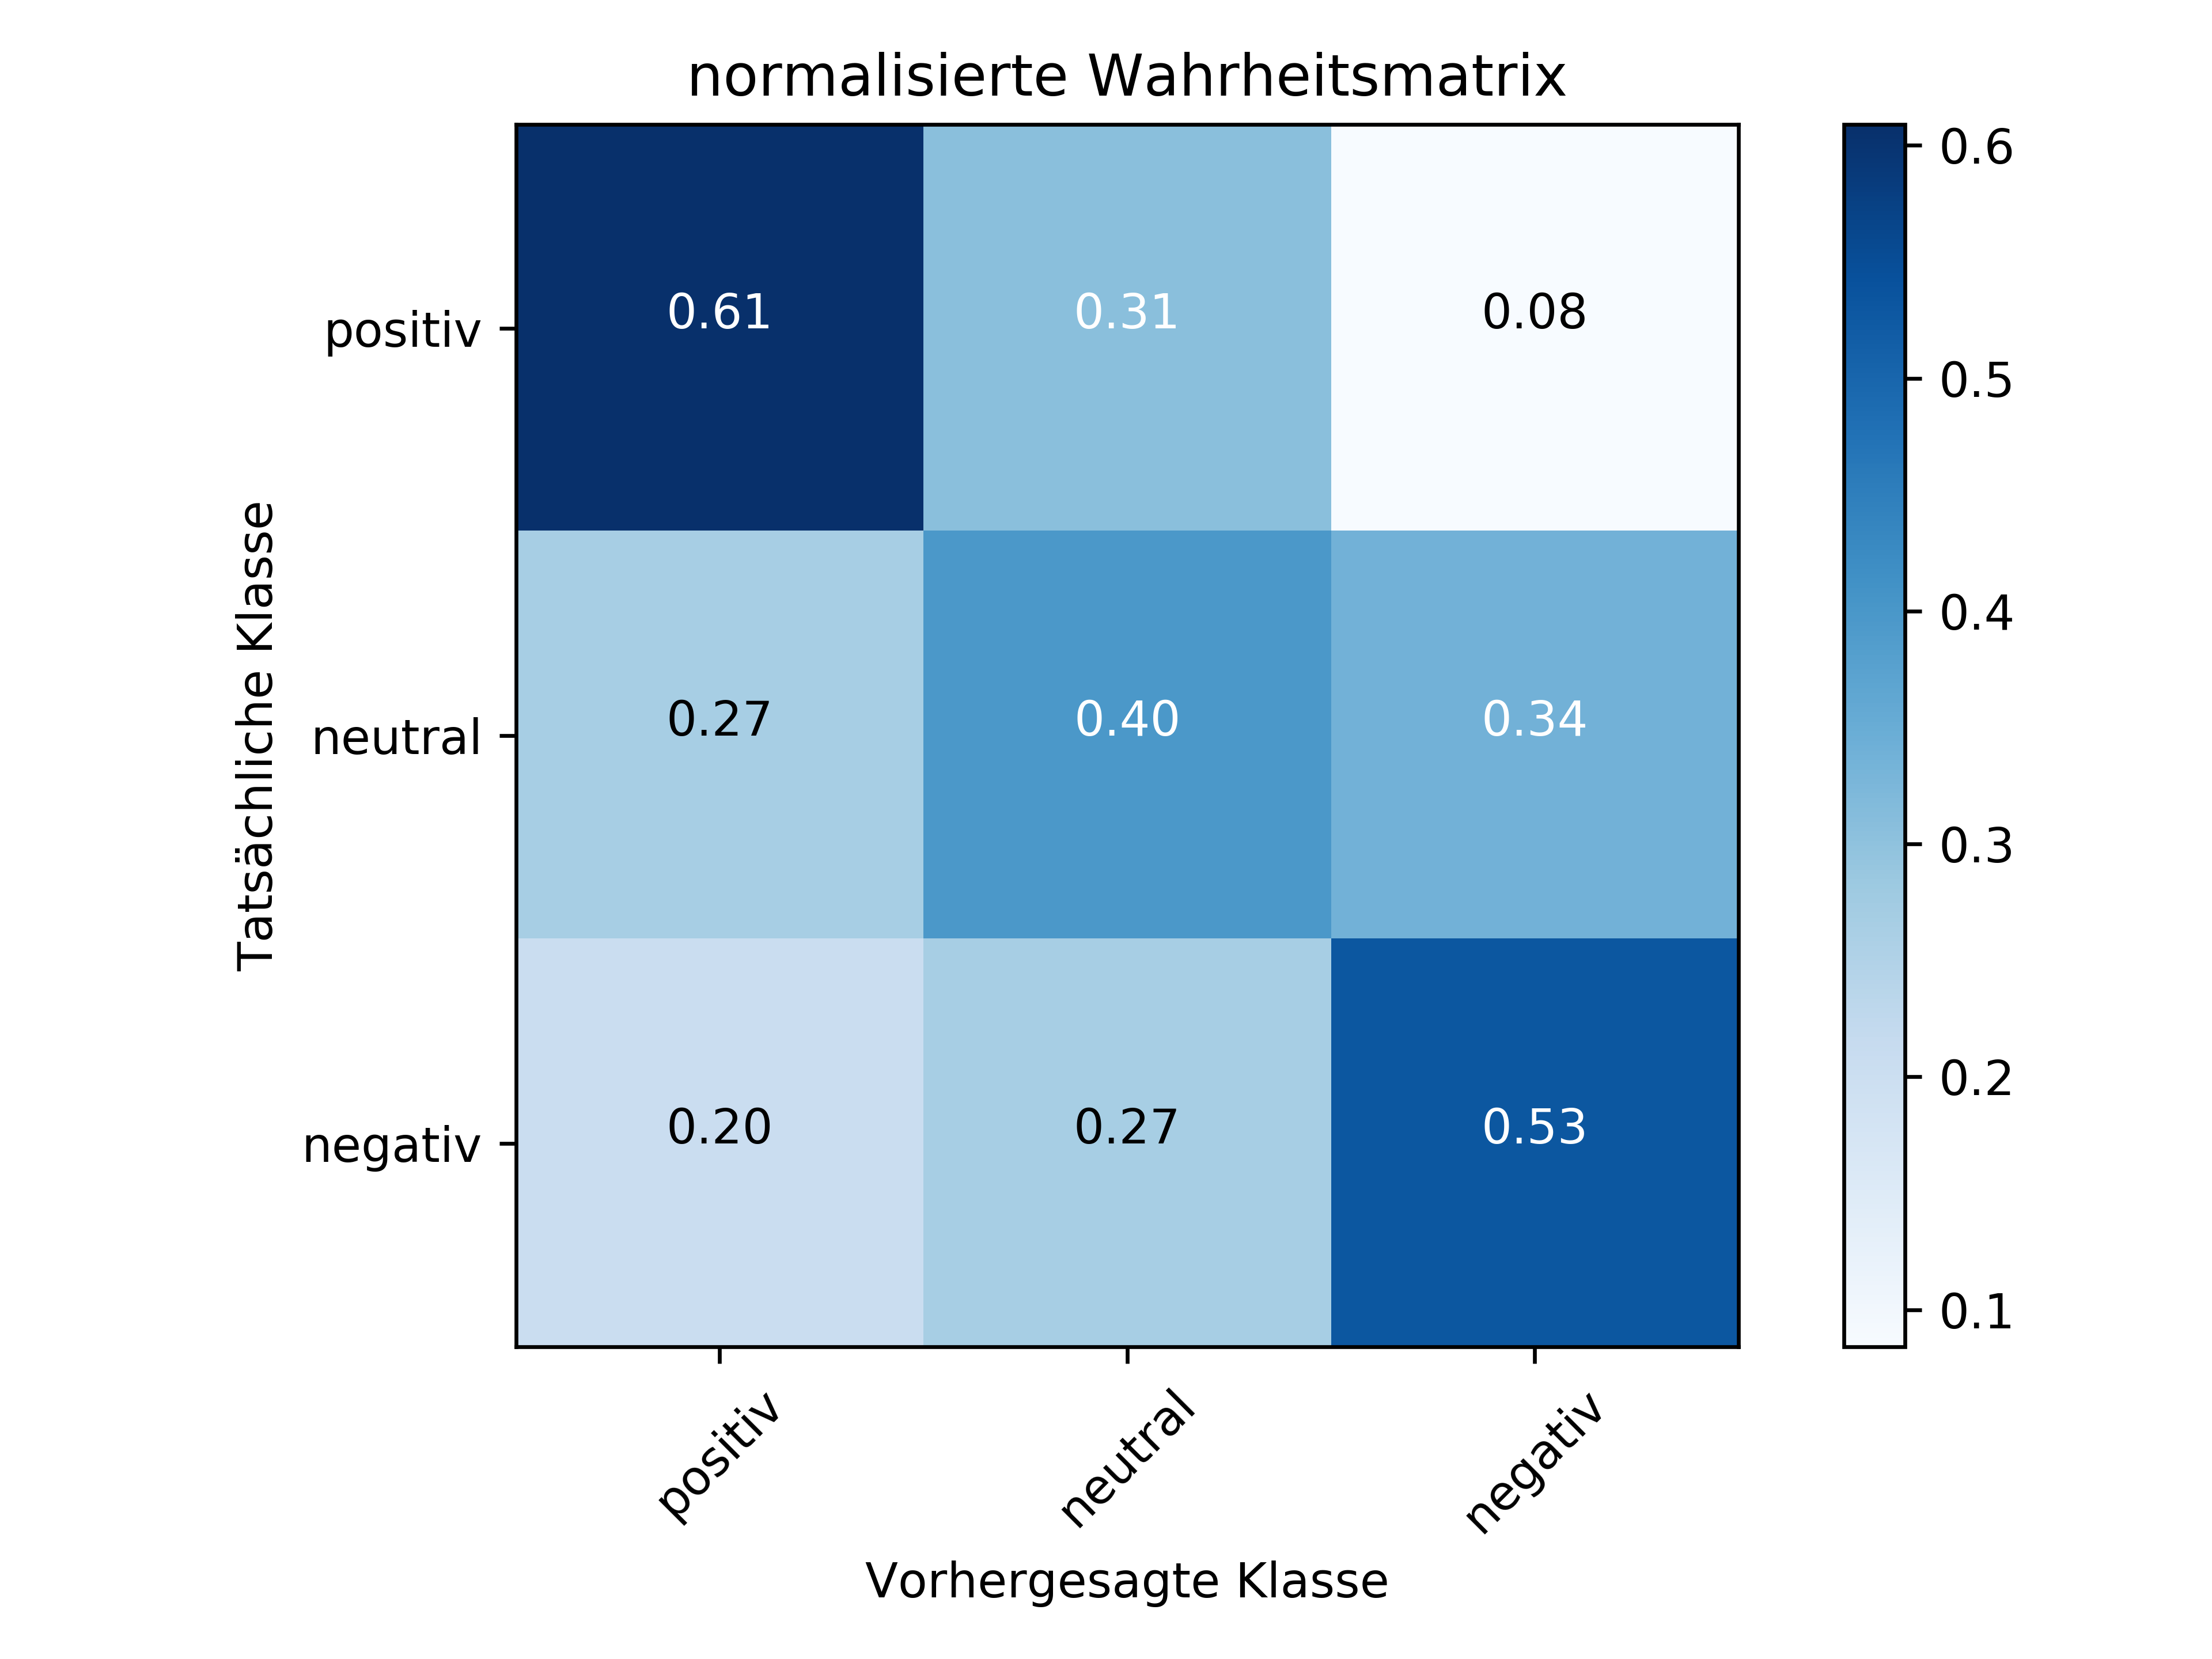 normalisierte Wahrheitsmatrix
Tatsächliche Klasse
positiv
0.61 0.31 0.08
neutral
0.27 0.40 0.34
negativ
0.20 0.27 0.53
positiv neutral negativ
Vorhergesagte Klasse
0.6
0.5
0.4
0.3
0.2
0.1